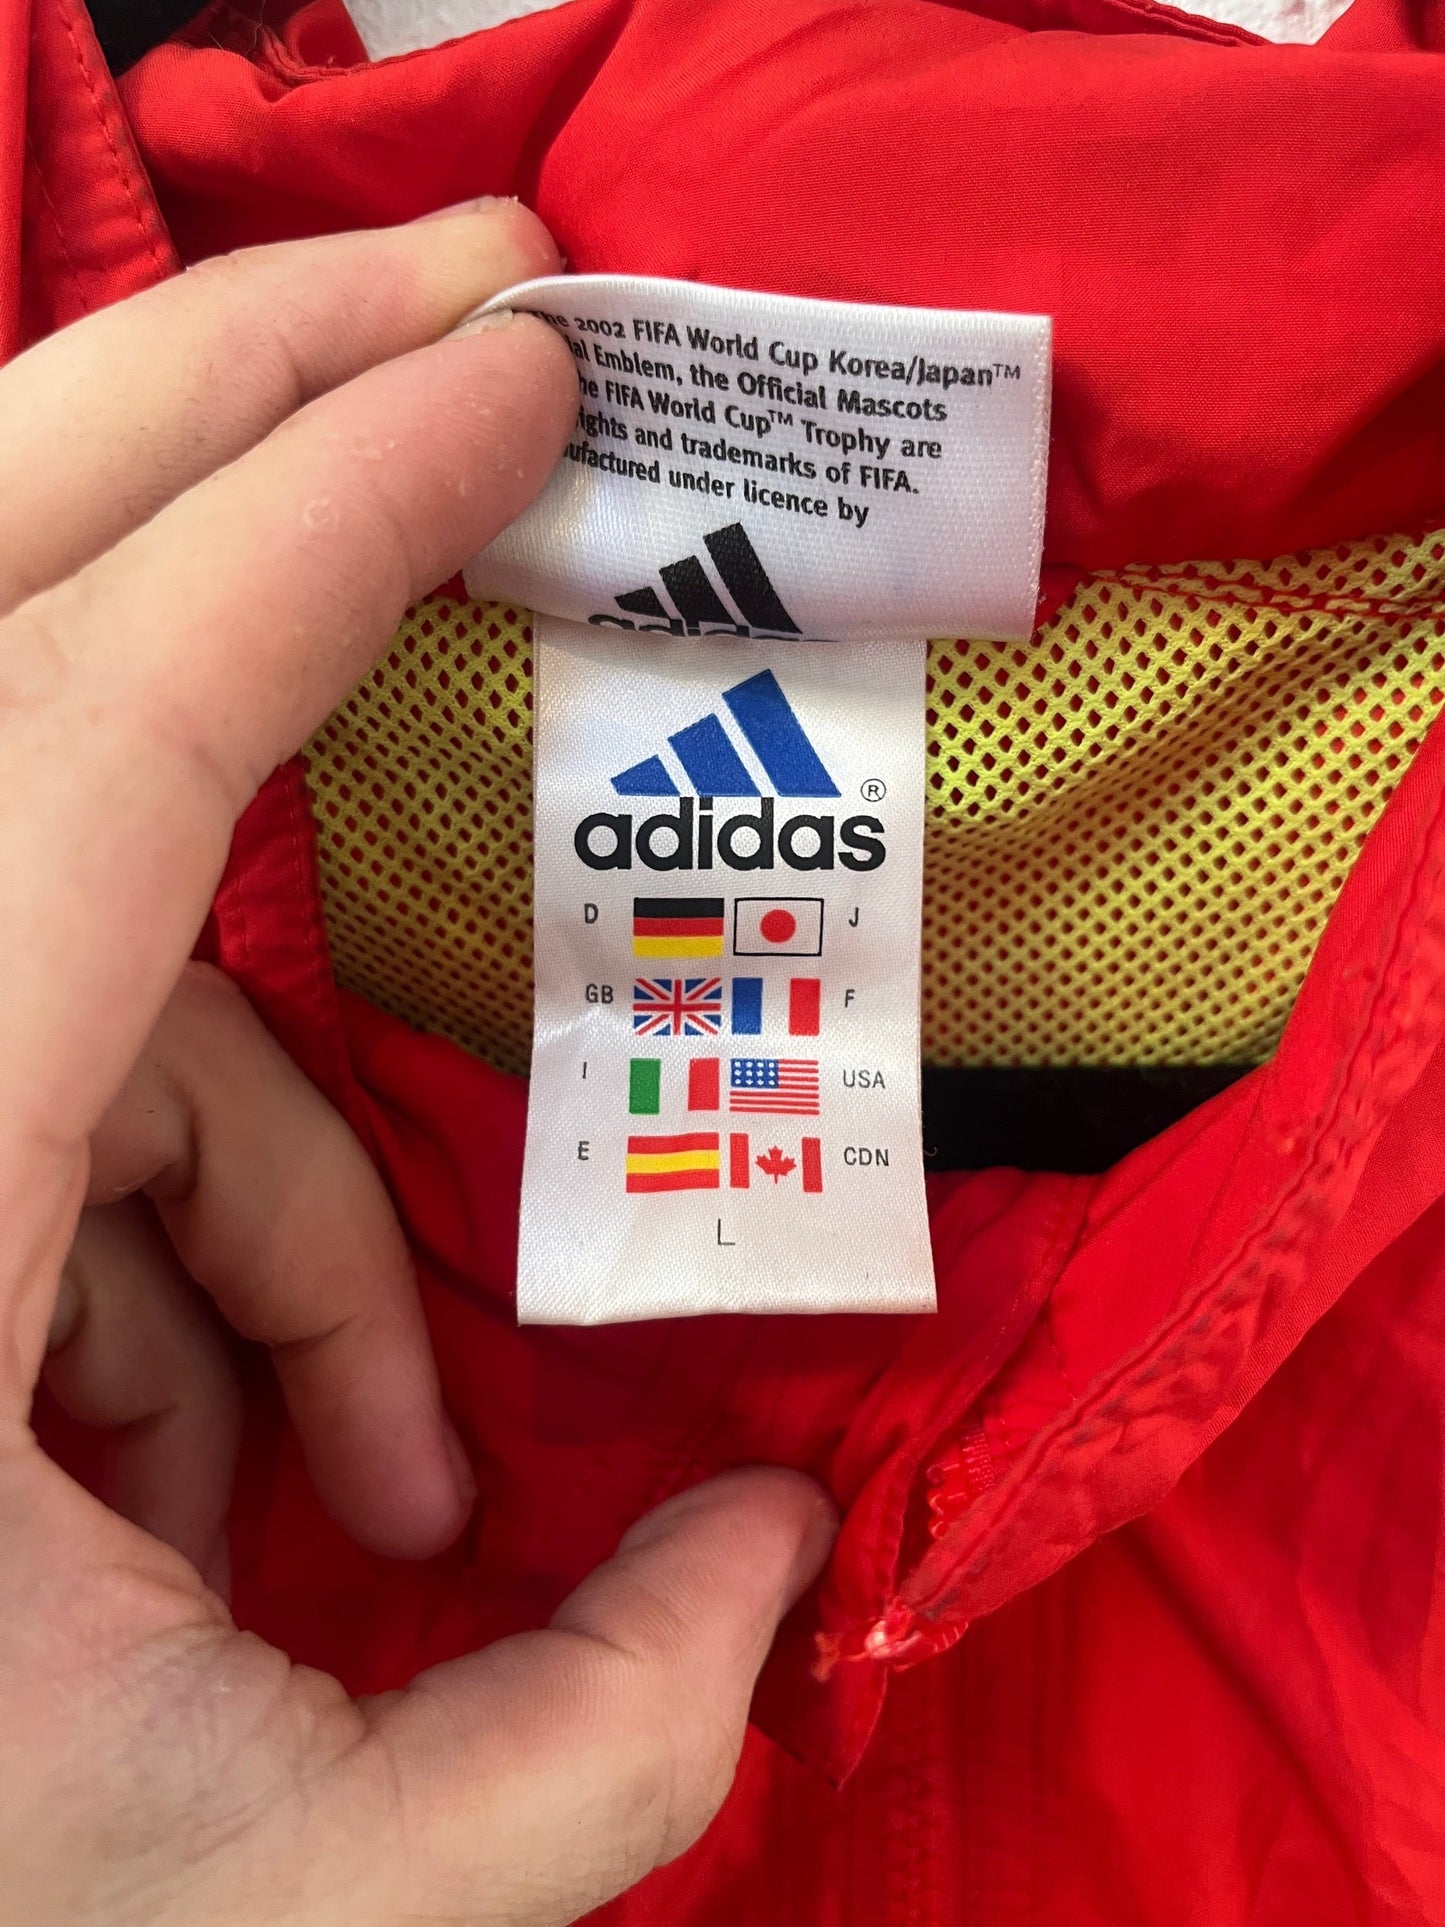 2002 FIFA World Cup Korea/Japan™
Emblem, the Official Mascots
FIFA World Cup™ Trophy are
and trademarks of FIFA.
under licence by
adidas
®
adidas
D J
GB F
I USA
E CDN
L